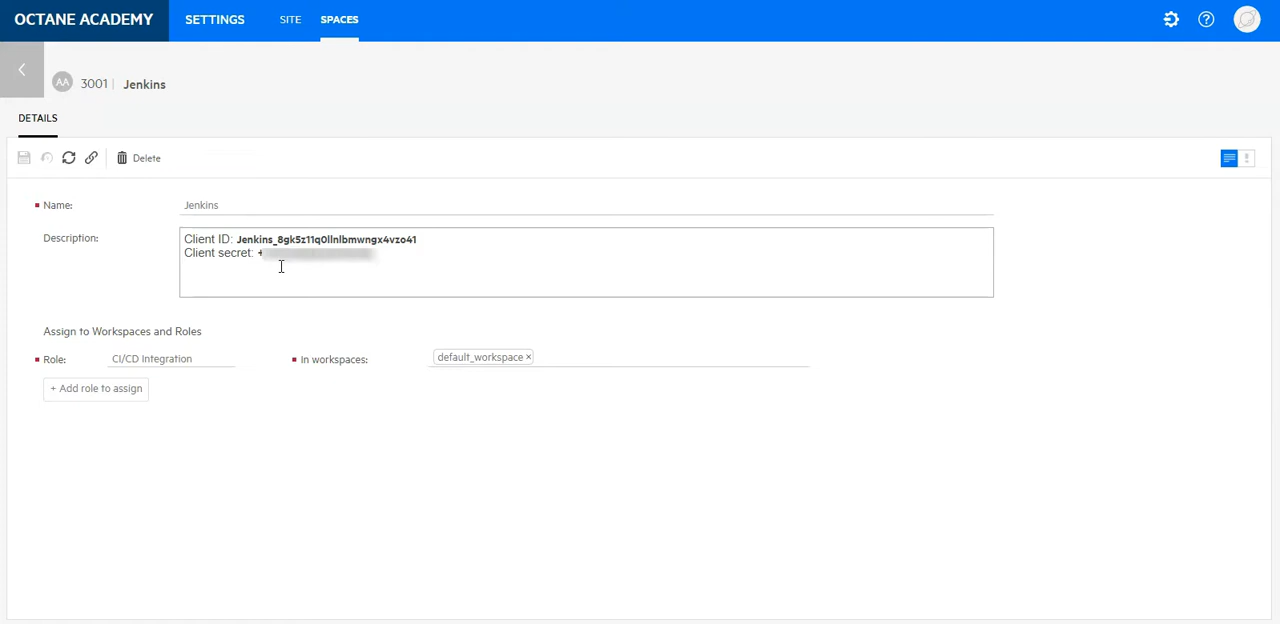 OCTANE ACADEMY SETTINGS SITE SPACES
AA 3001 Jenkins
DETAILS
Delete
Name: Jenkins
Description: Client ID: Jenkins_8gk5z11q0llnlbmwngx4vzo41
Client secret: +
Assign to Workspaces and Roles
Role: CI/CD Integration In workspaces: default_workspace ×
+ Add role to assign